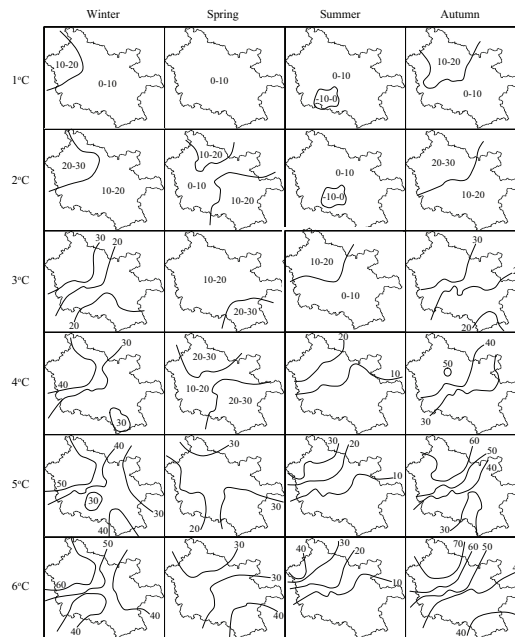 Winter Spring Summer Autumn
1°C 10-20 0-10 0-10 0-10 -10-0 10-20 0-10
2°C 20-30 10-20 10-20 0-10 10-20 0-10 -10-0 20-30 10-20
3°C 30 20 20 10-20 20-30 10-20 0-10 30 20
4°C 30 40 30 20-30 10-20 20-30 20 10 40 50 30
5°C 40 50 30 30 40 30 20 30 30 20 10 60 50 40 30
6°C 50 60 40 40 30 30 40 40 30 20 10 70 60 50 40